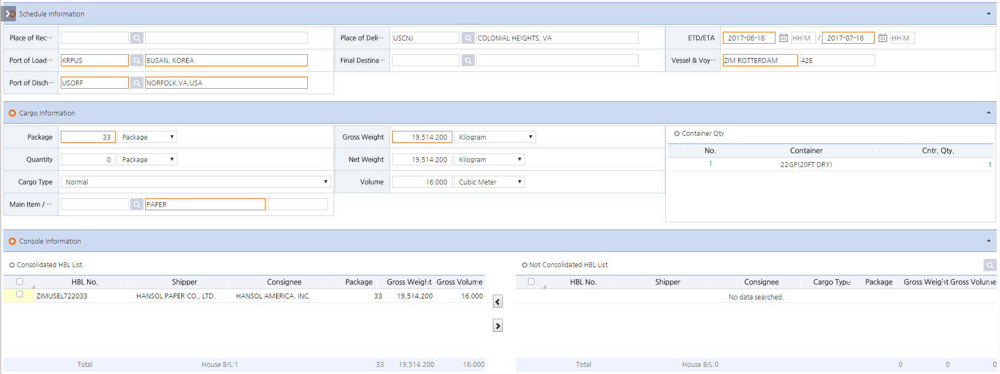 Schedule Information
Place of Rec··· Place of Deli··· USCNJ COLONIAL HEIGHTS, VA ETD/ETA 2017-06-18 HH:M / 2017-07-16 HH:M
Port of Load··· KRPUS BUSAN, KOREA Final Destina··· Vessel & Voy··· ZIM ROTTERDAM 42E
Port of Disch··· USORF NORFOLK,VA,USA
Cargo Information
Package 33 Package Gross Weight 19,514.200 Kilogram Container Qty
No. Container Cntr. Qty.
Quantity 0 Package Net Weight 19,514.200 Kilogram 1 22GP(20FT DRY) 1
Cargo Type Normal Volume 16.000 Cubic Meter
Main Item / ··· PAPER
Console Information
Consolidated HBL List Not Consolidated HBL List
HBL No. Shipper Consignee Package Gross Weight Gross Volume HBL No. Shipper Consignee Cargo Type Package Gross Weight Gross Volume
ZIMUSEL722033 HANSOL PAPER CO., LTD. HANSOL AMERICA, INC. 33 19,514.200 16.000 No data searched.
Total House B/L:1 33 19,514.200 16.000 Total House B/L:0 0 0 0